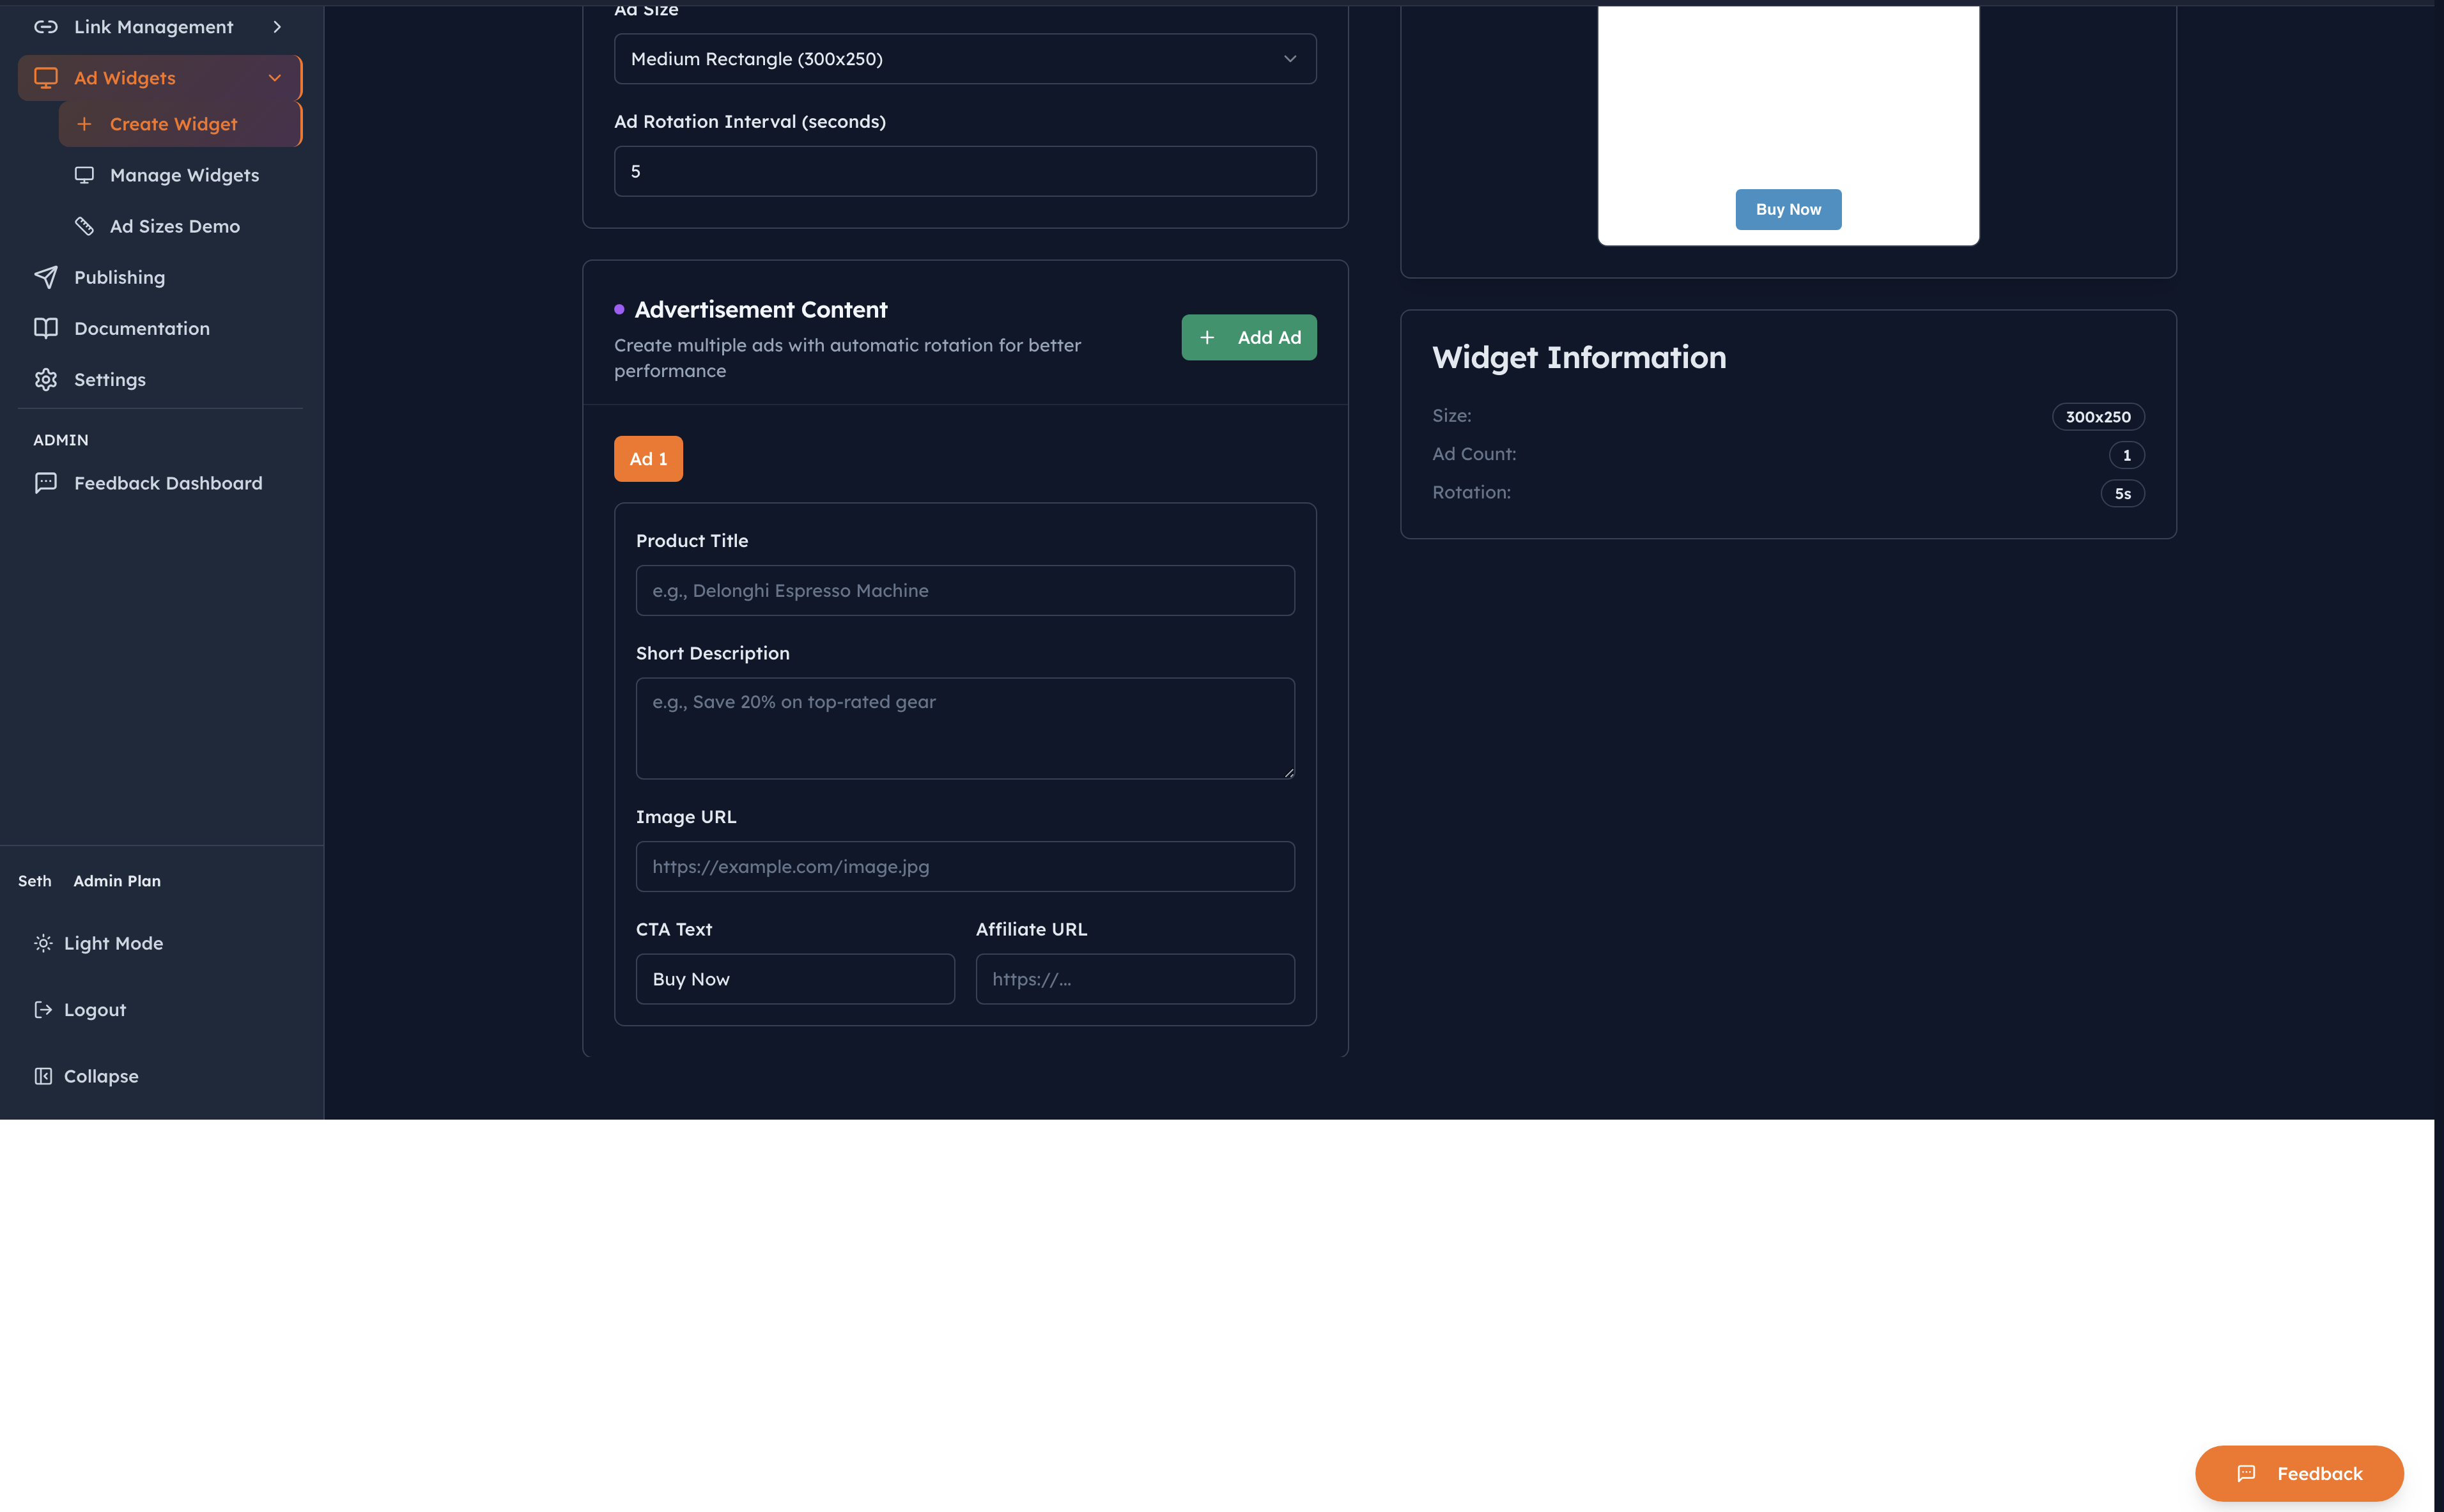 Link Management
Ad Widgets
Create Widget
Manage Widgets
Ad Sizes Demo
Publishing
Documentation
Settings
ADMIN
Feedback Dashboard
Seth Admin Plan
Light Mode
Logout
Collapse
Ad Size
Medium Rectangle (300x250)
Ad Rotation Interval (seconds)
5
Advertisement Content
Create multiple ads with automatic rotation for better
performance
Add Ad
Ad 1
Product Title
e.g., Delonghi Espresso Machine
Short Description
e.g., Save 20% on top-rated gear
Image URL
https://example.com/image.jpg
CTA Text
Buy Now
Affiliate URL
https://...
Buy Now
Widget Information
Size: 300x250
Ad Count: 1
Rotation: 5s
Feedback